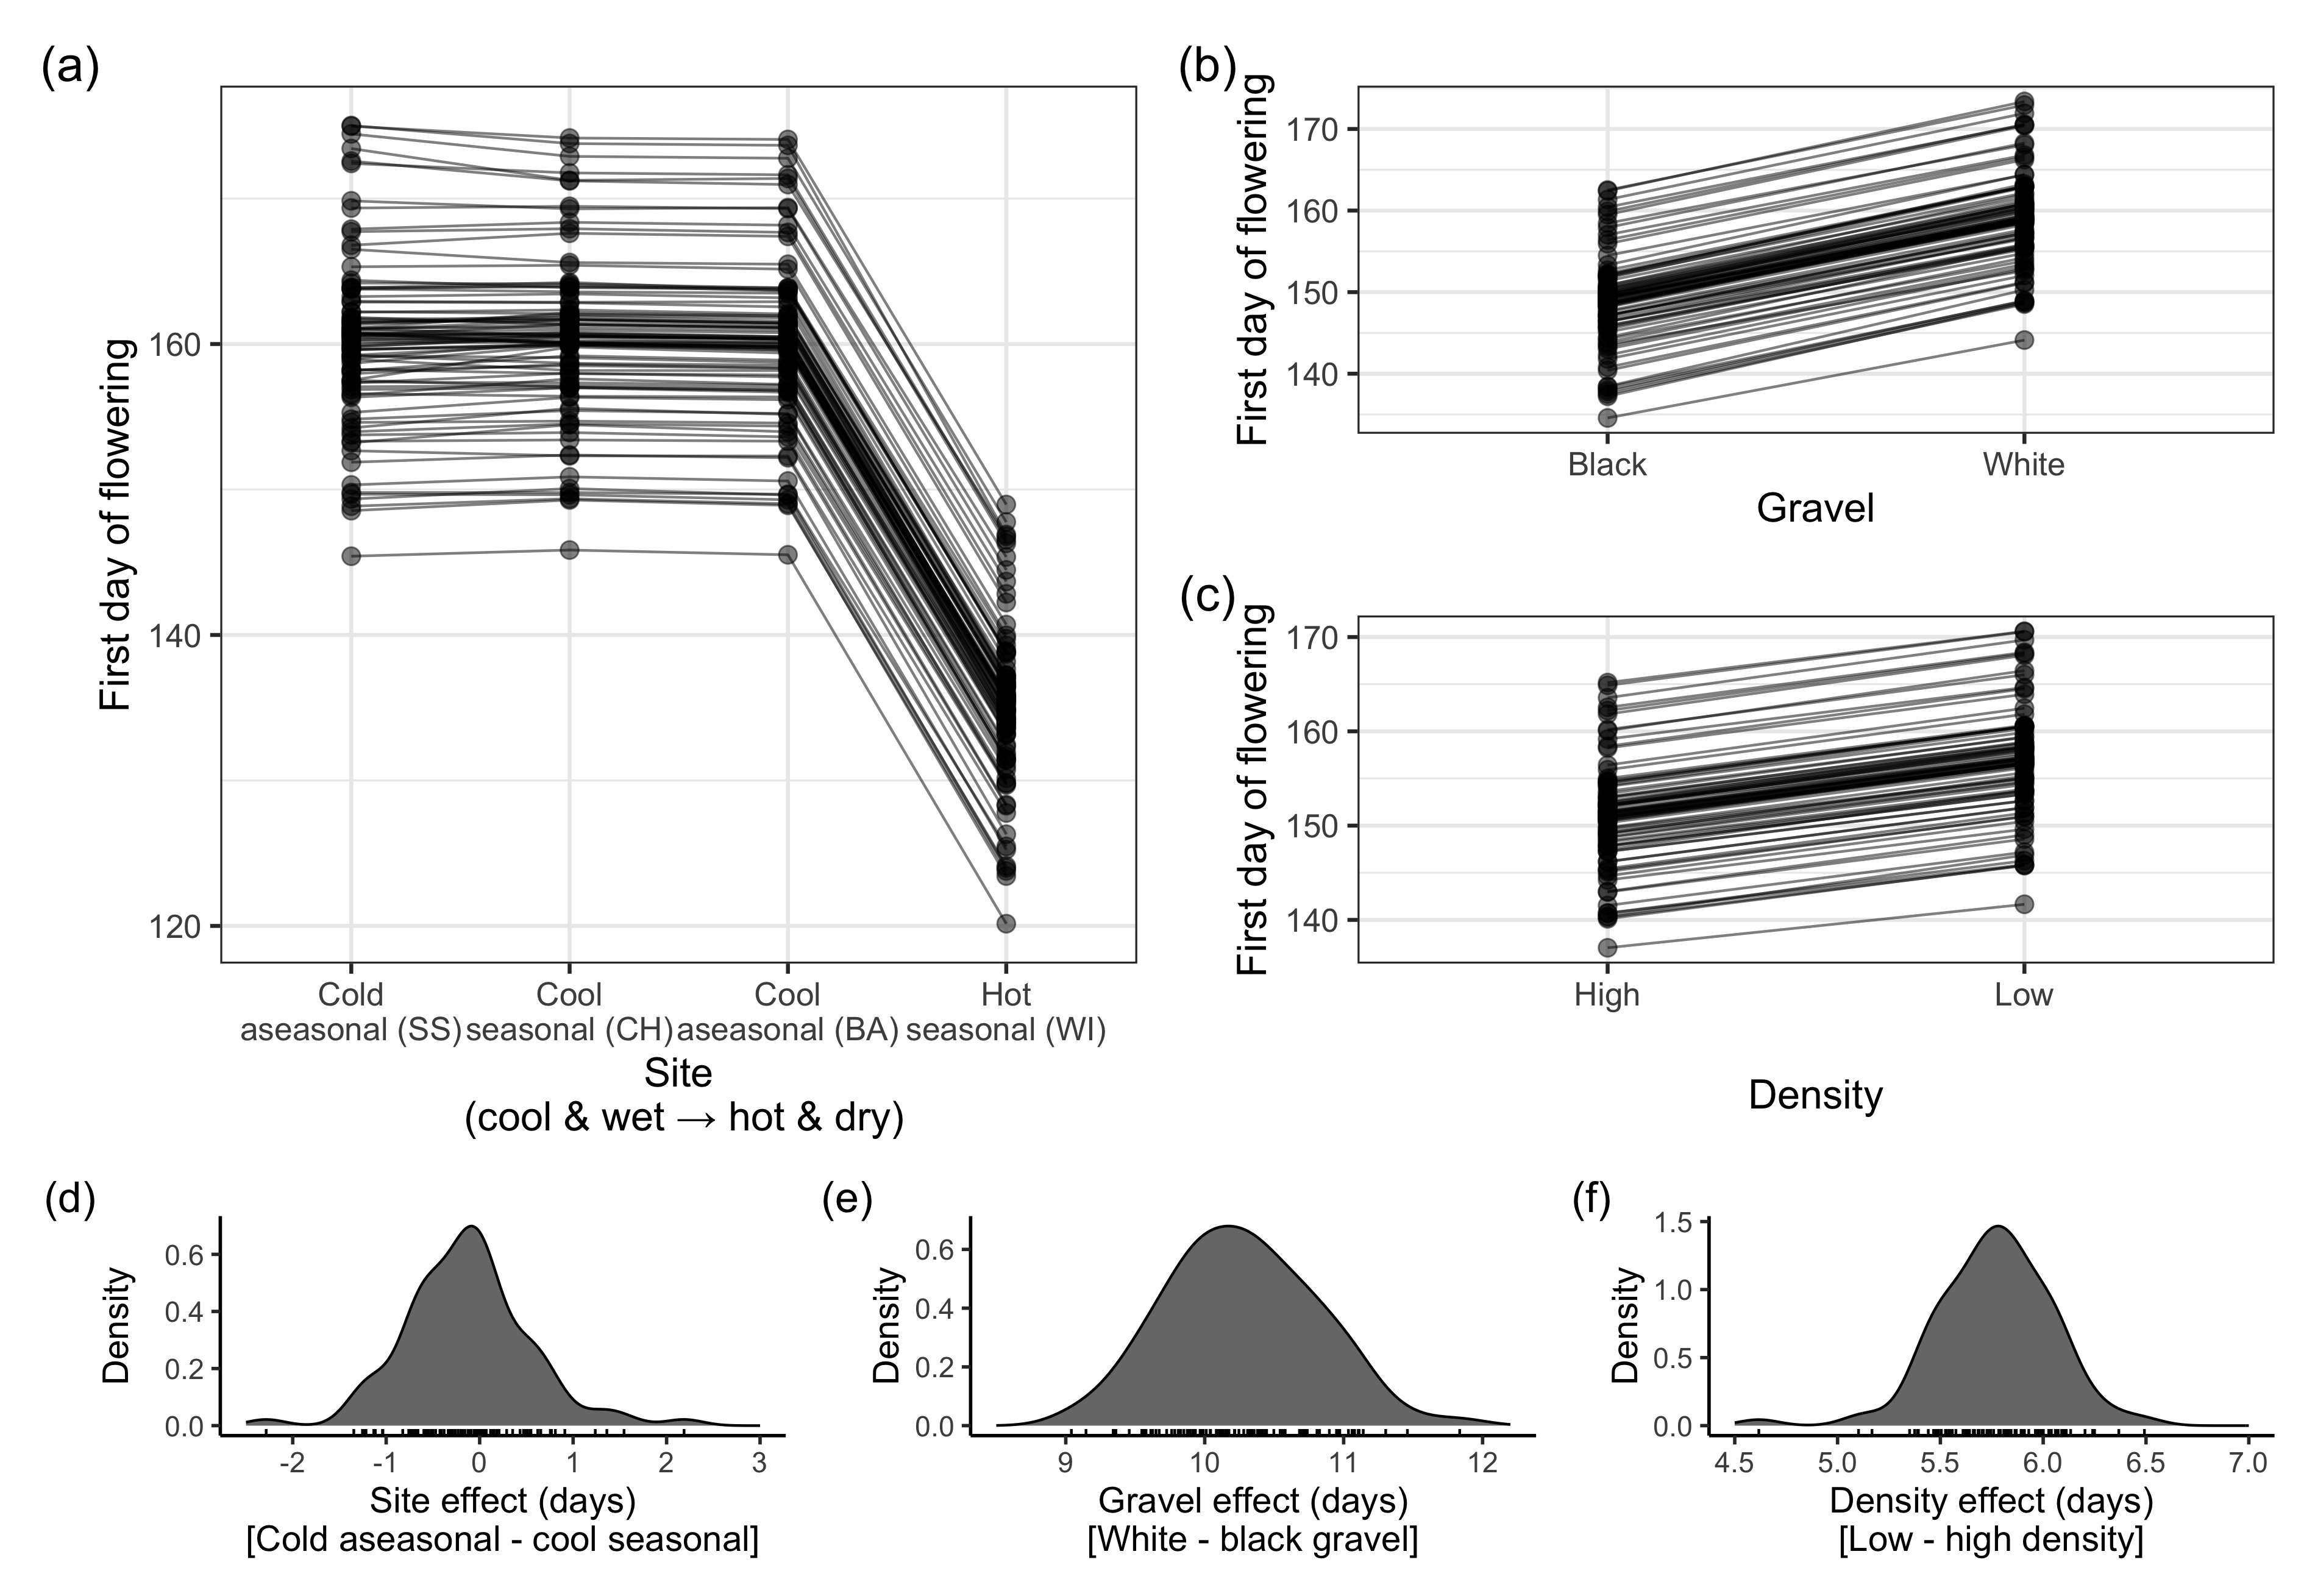 (a)
First day of flowering
160
140
120
Cold
aseasonal (SS)
Cool
seasonal (CH)
Cool
aseasonal (BA)
Hot
seasonal (WI)
Site
(cool & wet → hot & dry)
(b)
First day of flowering
170
160
150
140
Black
White
Gravel
(c)
First day of flowering
170
160
150
140
High
Low
Density
(d)
Density
0.6
0.4
0.2
0.0
-2
-1
0
1
2
3
Site effect (days)
[Cold aseasonal - cool seasonal]
(e)
Density
0.6
0.4
0.2
0.0
9
10
11
12
Gravel effect (days)
[White - black gravel]
(f)
Density
1.5
1.0
0.5
0.0
4.5
5.0
5.5
6.0
6.5
7.0
Density effect (days)
[Low - high density]